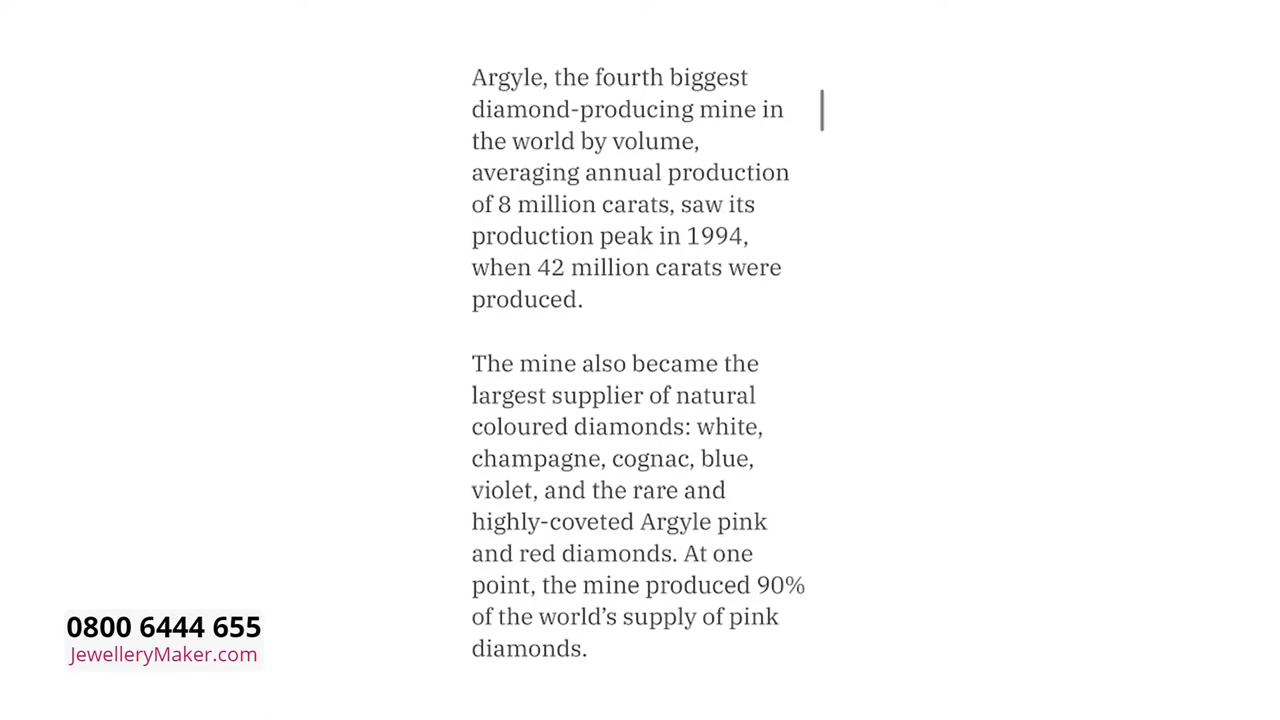 Argyle, the fourth biggest
diamond-producing mine in
the world by volume,
averaging annual production
of 8 million carats, saw its
production peak in 1994,
when 42 million carats were
produced.
The mine also became the
largest supplier of natural
coloured diamonds: white,
champagne, cognac, blue,
violet, and the rare and
highly-coveted Argyle pink
and red diamonds. At one
point, the mine produced 90%
of the world’s supply of pink
diamonds.
0800 6444 655
JewelleryMaker.com